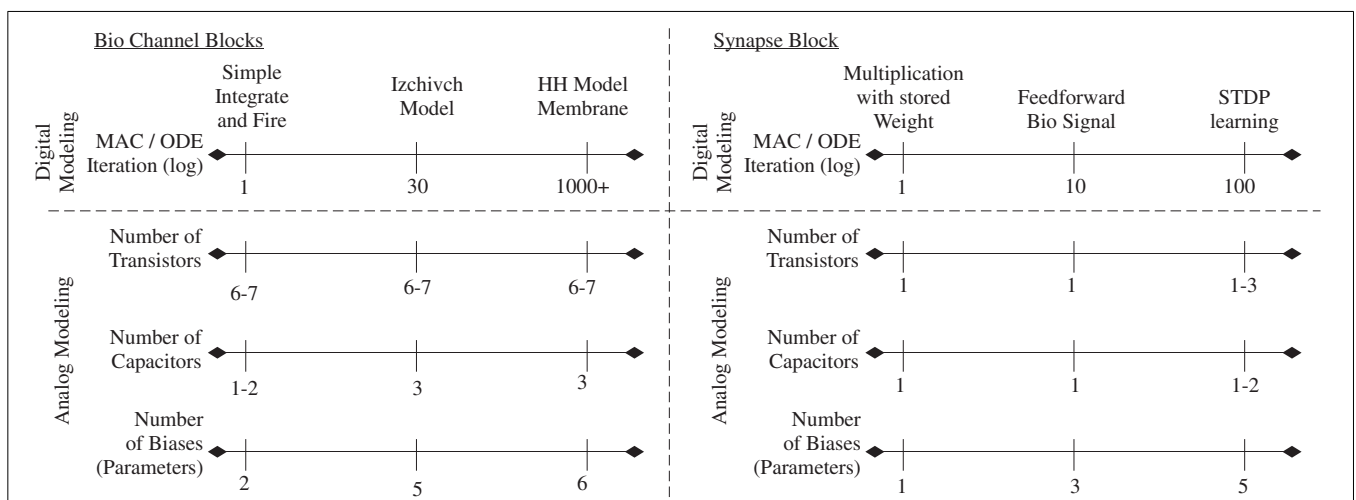 Bio Channel Blocks
Simple
Integrate
and Fire
Izchivch
Model
HH Model
Membrane
Digital
Modeling
MAC / ODE
Iteration (log)
1
30
1000+
Analog Modeling
Number of
Transistors
6-7
6-7
6-7
Number of
Capacitors
1-2
3
3
Number
of Biases
(Parameters)
2
5
6
Synapse Block
Multiplication
with stored
Weight
Feedforward
Bio Signal
STDP
learning
Digital
Modeling
MAC / ODE
Iteration (log)
1
10
100
Analog Modeling
Number of
Transistors
1
1
1-3
Number of
Capacitors
1
1
1-2
Number
of Biases
(Parameters)
1
3
5